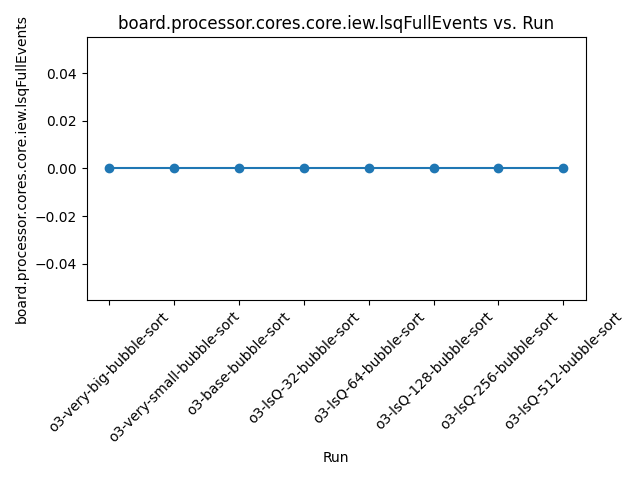 board.processor.cores.core.iew.lsqFullEvents vs. Run
board.processor.cores.core.iew.lsqFullEvents
0.04
0.02
0.00
−0.02
−0.04
o3-very-big-bubble-sort
o3-very-small-bubble-sort
o3-base-bubble-sort
o3-lsQ-32-bubble-sort
o3-lsQ-64-bubble-sort
o3-lsQ-128-bubble-sort
o3-lsQ-256-bubble-sort
o3-lsQ-512-bubble-sort
Run